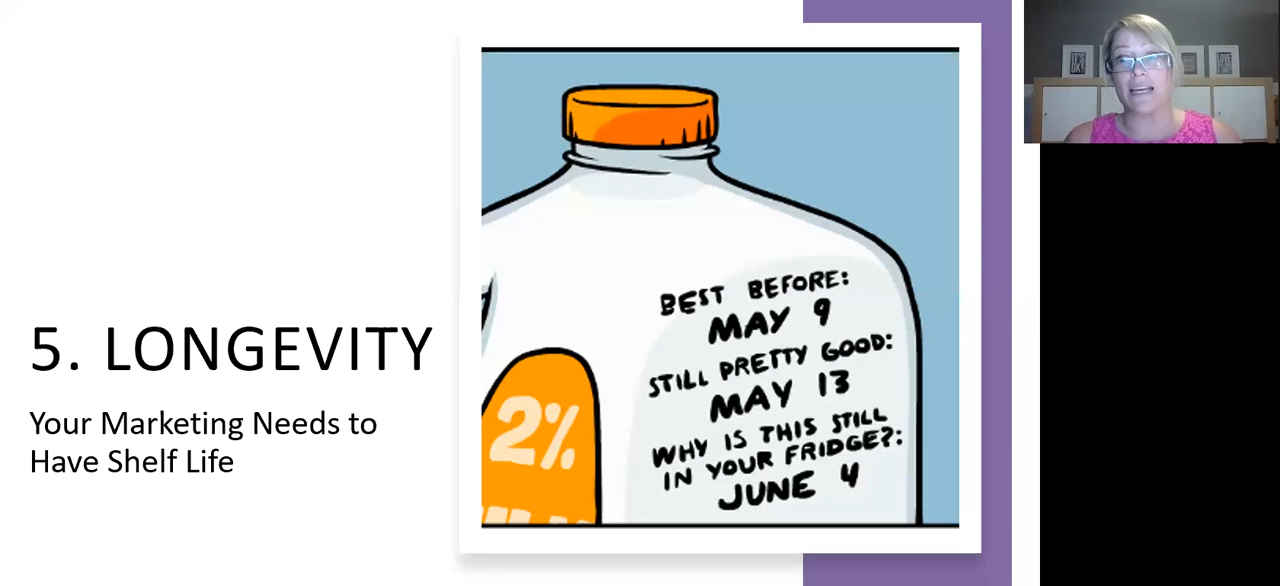 5. LONGEVITY
Your Marketing Needs to
Have Shelf Life
BEST BEFORE:
MAY 9
STILL PRETTY GOOD:
MAY 13
WHY IS THIS STILL
IN YOUR FRIDGE?:
JUNE 4
2%